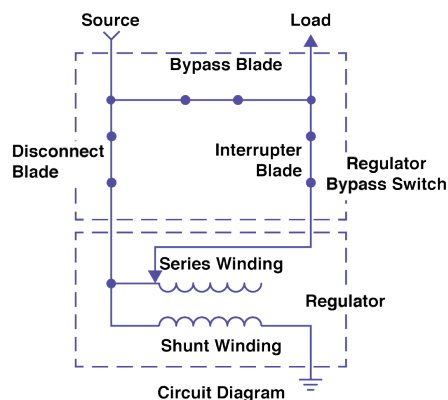 Source
Load
Bypass Blade
Disconnect
Blade
Interrupter
Blade
Regulator
Bypass Switch
Series Winding
Regulator
Shunt Winding
Circuit Diagram